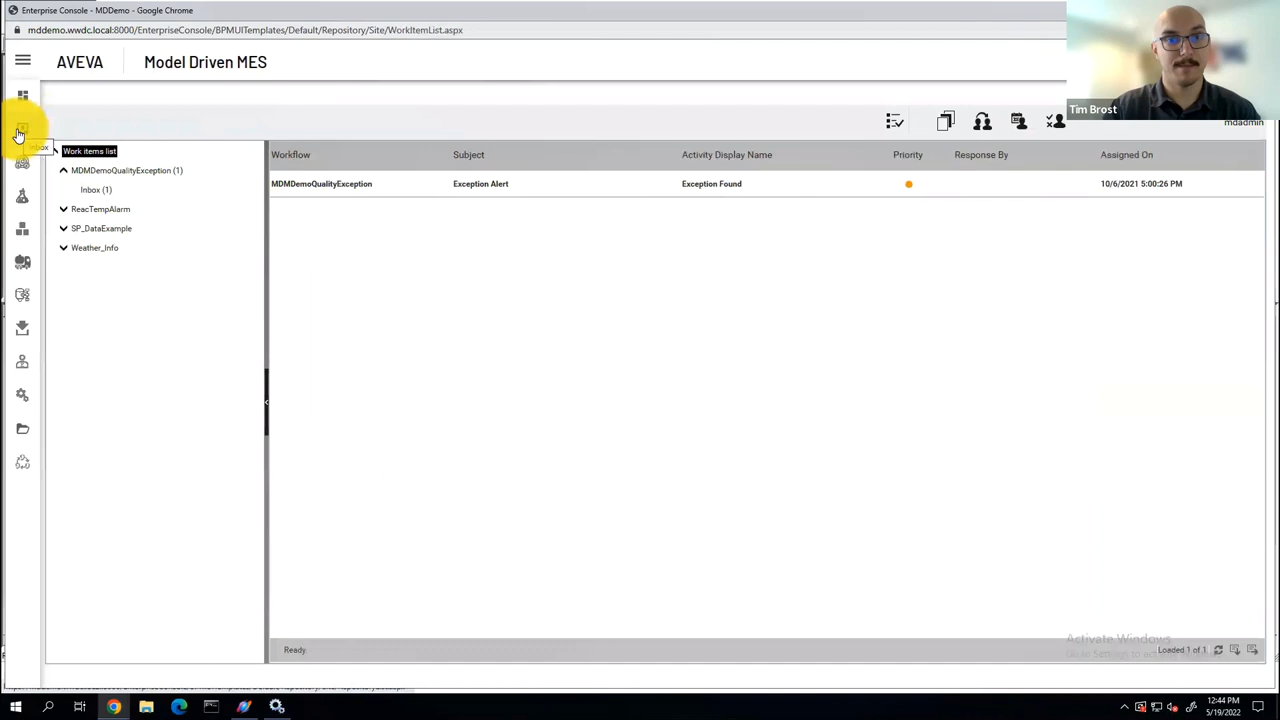 Enterprise Console - MDDemo - Google Chrome
mddemo.wwdc.local:8000/EnterpriseConsole/BPMUITemplates/Default/Repository/Site/WorkItemList.aspx
AVEVA
Model Driven MES
Tim Brost
mdadmin
Inbox
Work items list
MDMDemoQualityException (1)
Inbox (1)
ReacTempAlarm
SP_DataExample
Weather_Info
Workflow Subject Activity Display Name Priority Response By Assigned On
MDMDemoQualityException Exception Alert Exception Found 10/6/2021 5:00:26 PM
Activate Windows
Ready. Loaded 1 of 1
12:44 PM
5/19/2022